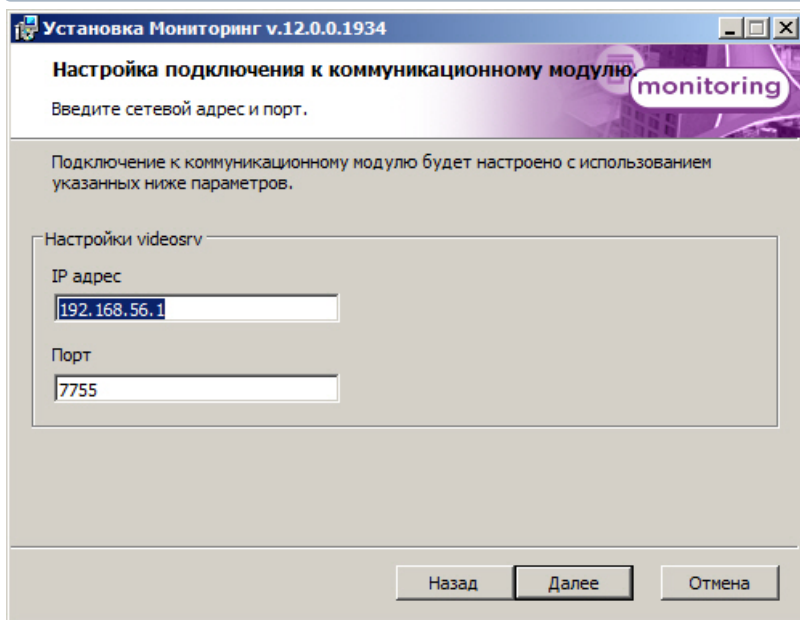 Установка Мониторинг v.12.0.0.1934
Настройка подключения к коммуникационному модулю.
monitoring
Введите сетевой адрес и порт.
Подключение к коммуникационному модулю будет настроено с использованием
указанных ниже параметров.
Настройки videosrv
IP адрес
192.168.56.1
Порт
7755
Назад
Далее
Отмена